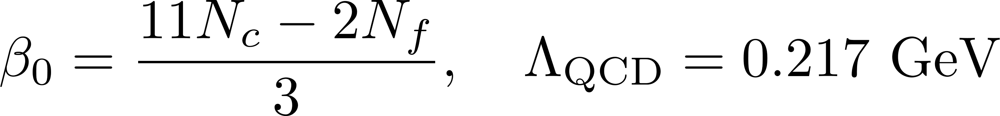 β₀ = (11N_c − 2N_f)/3, Λ_QCD = 0.217 GeV